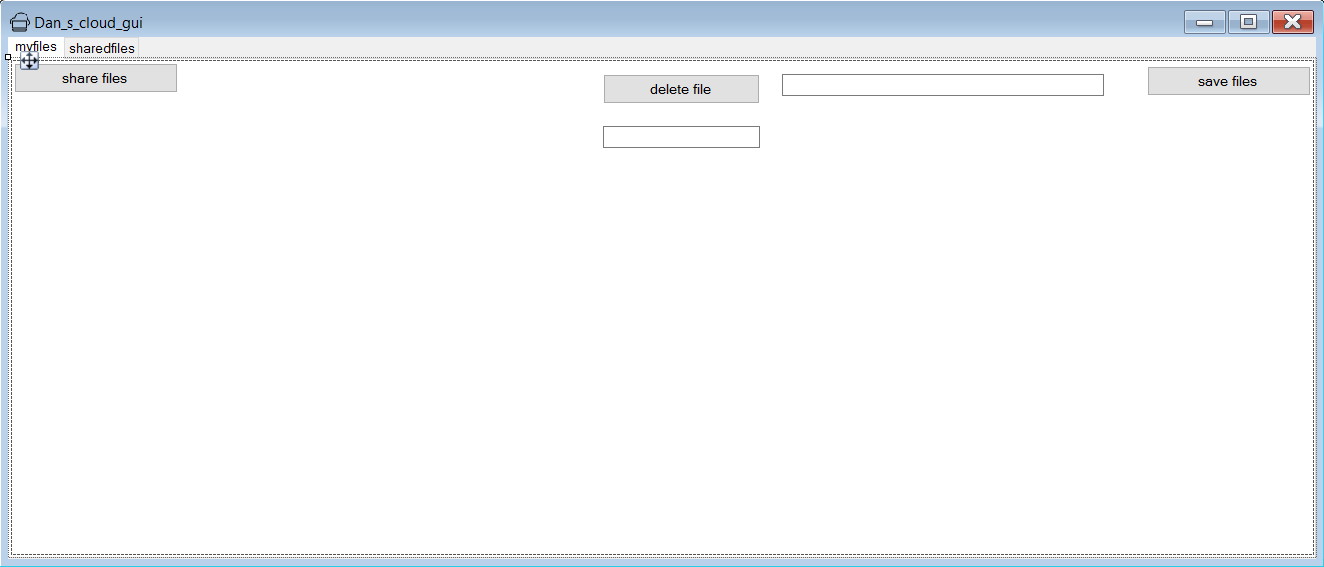 Dan_s_cloud_gui
myfiles sharedfiles
share files
delete file
save files